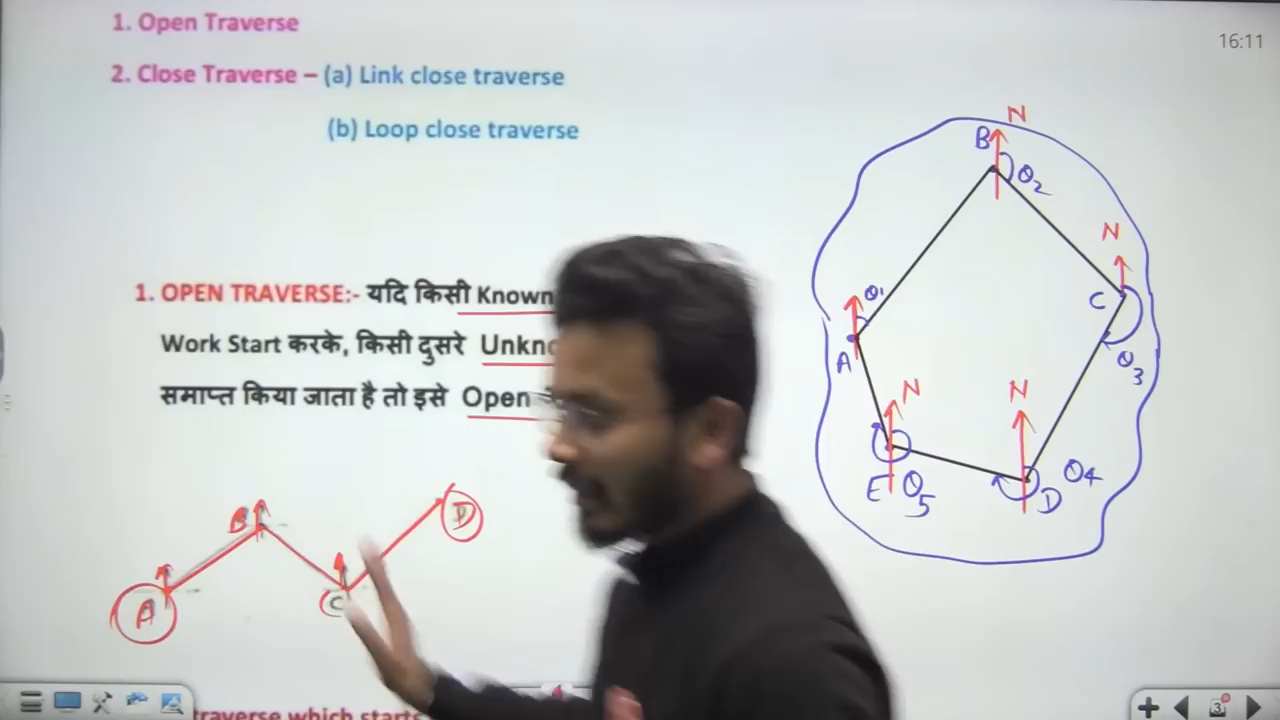 1. Open Traverse
2. Close Traverse – (a) Link close traverse
(b) Loop close traverse
16:11
1. OPEN TRAVERSE:- यदि किसी Known
Work Start करके, किसी दुसरे
समाप्त किया जाता है तो इसे Open
A
B
C
D
N
B
θ2
N
C
θ3
θ1
A
N
E
θ5
N
D
θ4
traverse which starts
3